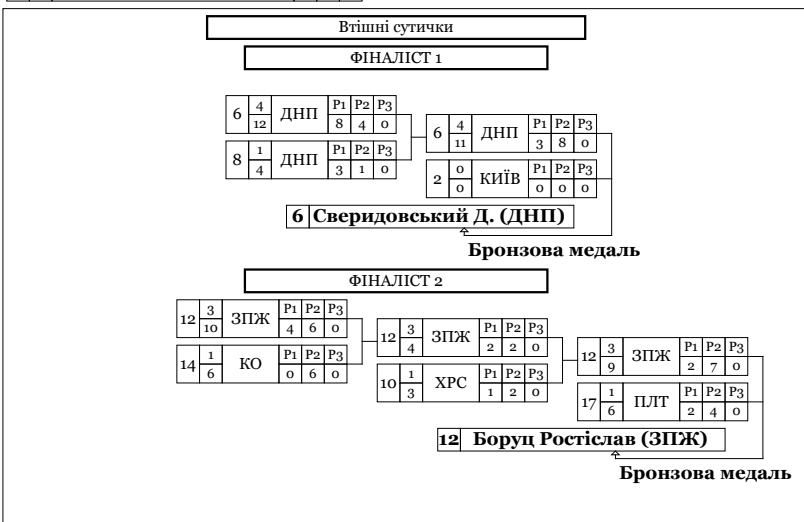 Втішні сутички
ФІНАЛІСТ 1
6 4 12 ДНП P1 P2 P3 8 4 0
8 1 4 ДНП P1 P2 P3 3 1 0
6 4 11 ДНП P1 P2 P3 3 8 0
2 0 0 КИЇВ P1 P2 P3 0 0 0
6 Сверидовський Д. (ДНП)
Бронзова медаль
ФІНАЛІСТ 2
12 3 10 ЗПЖ P1 P2 P3 4 6 0
14 1 6 КО P1 P2 P3 0 6 0
12 3 4 ЗПЖ P1 P2 P3 2 2 0
10 1 3 ХРС P1 P2 P3 1 2 0
12 3 9 ЗПЖ P1 P2 P3 2 7 0
17 1 6 ПЛТ P1 P2 P3 2 4 0
12 Боруц Ростіслав (ЗПЖ)
Бронзова медаль